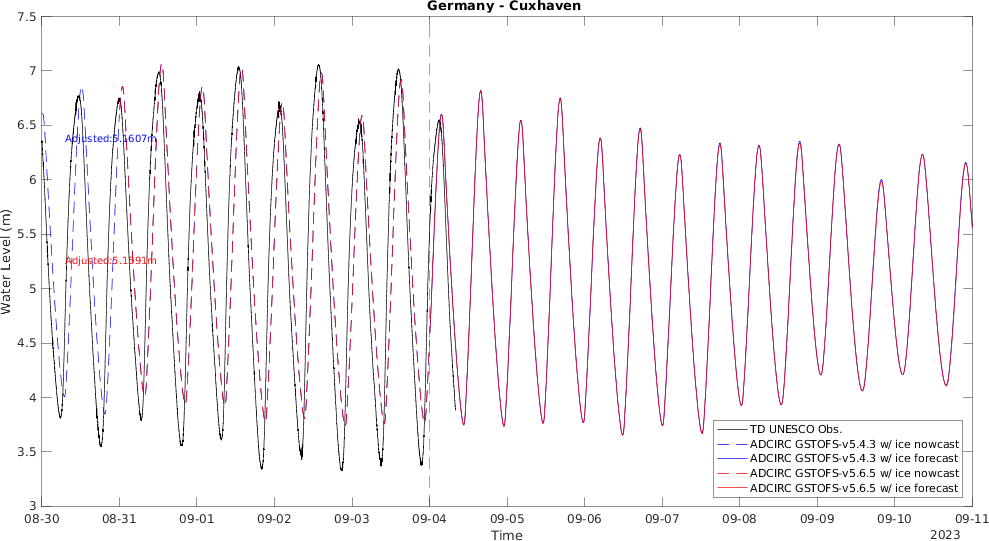 Germany - Cuxhaven
7.5
7
6.5
6
5.5
5
4.5
4
3.5
3
Water Level (m)
Adjusted:5.1607m
Adjusted:5.1591m
TD UNESCO Obs.
ADCIRC GSTOFS-v5.4.3 w/ ice nowcast
ADCIRC GSTOFS-v5.4.3 w/ ice forecast
ADCIRC GSTOFS-v5.6.5 w/ ice nowcast
ADCIRC GSTOFS-v5.6.5 w/ ice forecast
08-30 08-31 09-01 09-02 09-03 09-04 09-05 09-06 09-07 09-08 09-09 09-10 09-11
Time
2023